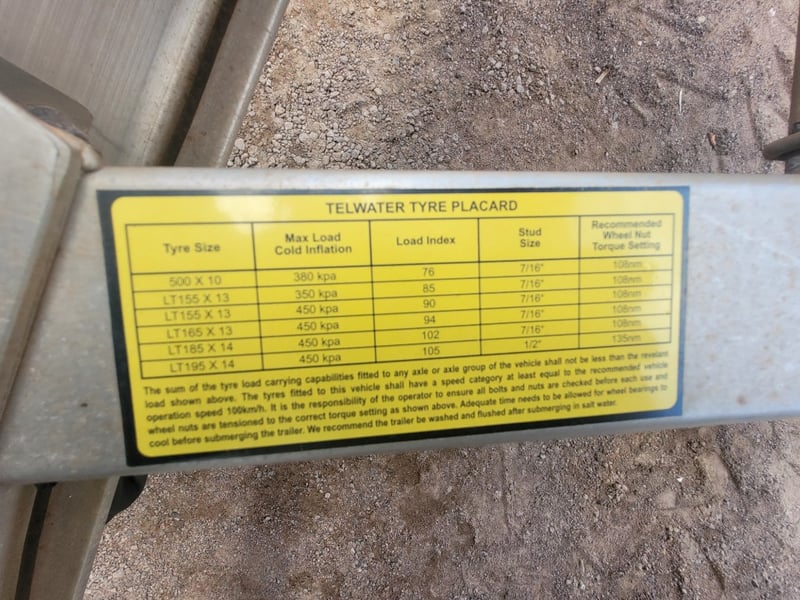 TELWATER TYRE PLACARD
Tyre Size Max Load Cold Inflation Load Index Stud Size Recommended Wheel Nut Torque Setting
500 X 10 380 kpa 76 7/16" 108nm
LT155 X 13 350 kpa 85 7/16" 108nm
LT155 X 13 450 kpa 90 7/16" 108nm
LT165 X 13 450 kpa 94 7/16" 108nm
LT185 X 14 450 kpa 102 7/16" 108nm
LT195 X 14 450 kpa 105 1/2" 135nm
The sum of the tyre load carrying capabilities fitted to any axle or axle group of the vehicle shall not be less than the revelant
load shown above. The tyres fitted to this vehicle shall have a speed category at least equal to the recommended vehicle
operation speed 100km/h. It is the responsibility of the operator to ensure all bolts and nuts are checked before each use and
wheel nuts are tensioned to the correct torque setting as shown above. Adequate time needs to be allowed for wheel bearings to
cool before submerging the trailer. We recommend the trailer be washed and flushed after submerging in salt water.